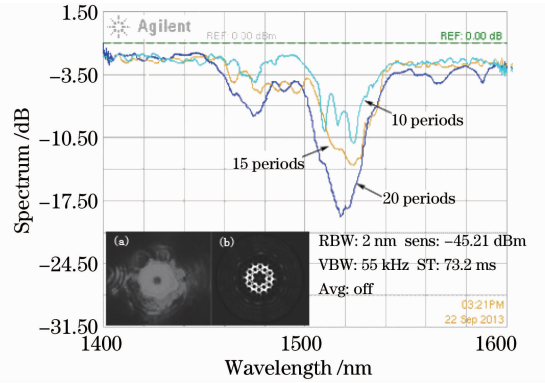 1.50
Agilent
REF 0.00 dBm
REF: 0.00 dB
−3.50
10 periods
−10.50
15 periods
20 periods
−17.50
Spectrum /dB
(a)
(b)
RBW: 2 nm sens: −45.21 dBm
−24.50
VBW: 55 kHz ST: 73.2 ms
Avg: off
03:21PM
22 Sep 2013
−31.50
1400
1500
1600
Wavelength /nm